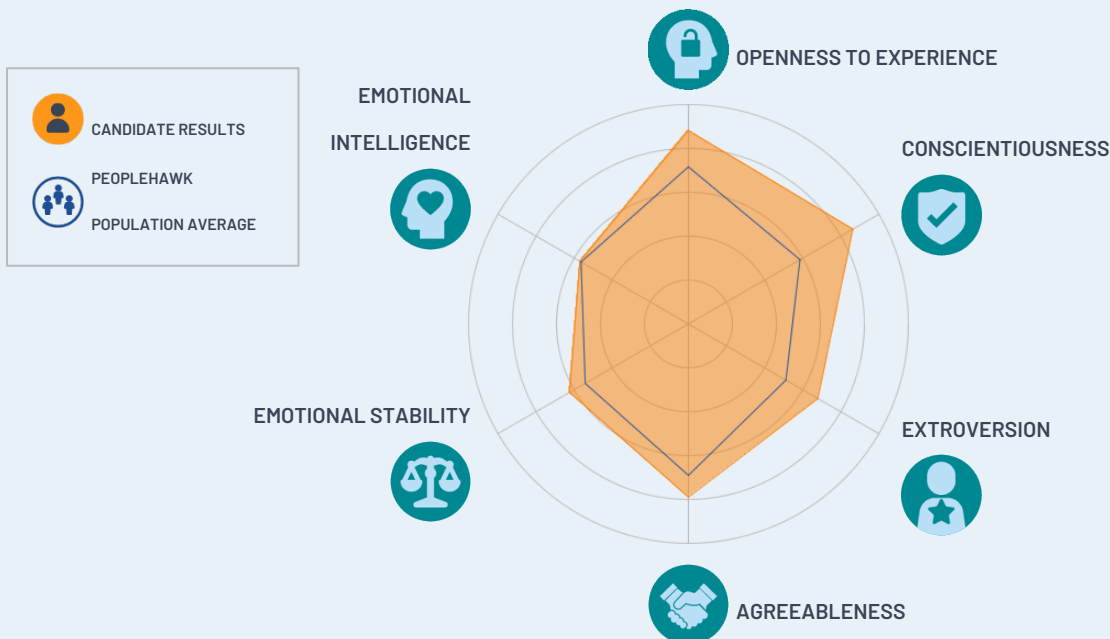 OPENNESS TO EXPERIENCE
EMOTIONAL
INTELLIGENCE
CANDIDATE RESULTS
CONSCIENTIOUSNESS
PEOPLEHAWK
POPULATION AVERAGE
EMOTIONAL STABILITY
EXTROVERSION
AGREEABLENESS